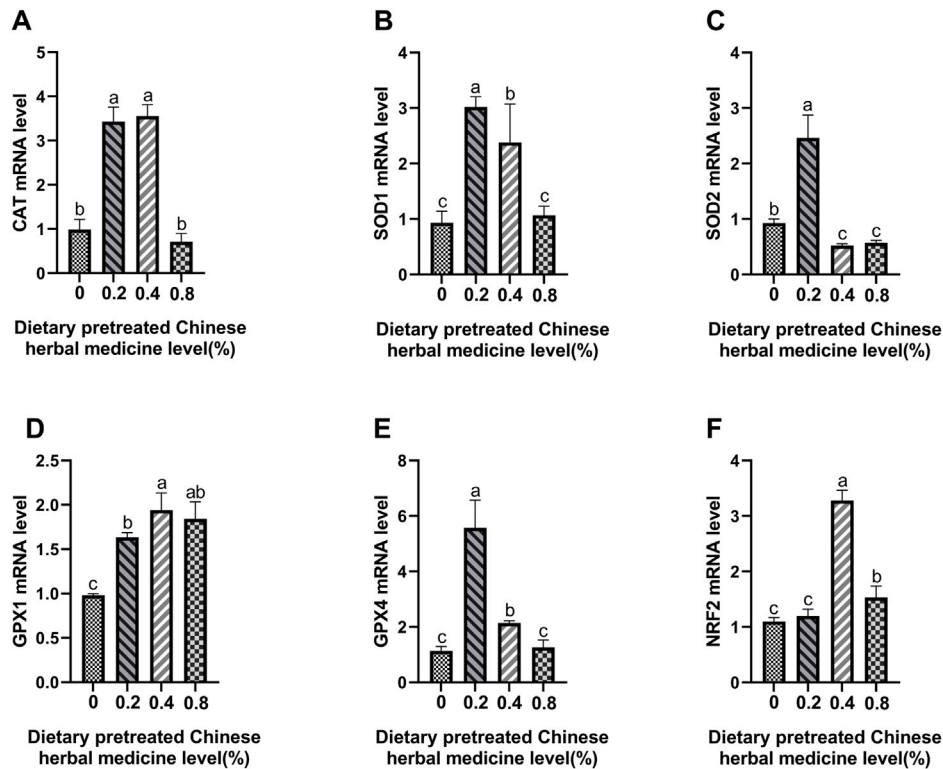 A
CAT mRNA level
5
4
3
2
1
0
b
a
a
b
0 0.2 0.4 0.8
Dietary pretreated Chinese
herbal medicine level(%)
B
SOD1 mRNA level
4
3
2
1
0
c
a
b
c
0 0.2 0.4 0.8
Dietary pretreated Chinese
herbal medicine level(%)
C
SOD2 mRNA level
4
3
2
1
0
b
a
c
c
0 0.2 0.4 0.8
Dietary pretreated Chinese
herbal medicine level(%)
D
GPX1 mRNA level
2.5
2.0
1.5
1.0
0.5
0.0
c
b
a
ab
0 0.2 0.4 0.8
Dietary pretreated Chinese
herbal medicine level(%)
E
GPX4 mRNA level
8
6
4
2
0
c
a
b
c
0 0.2 0.4 0.8
Dietary pretreated Chinese
herbal medicine level(%)
F
NRF2 mRNA level
4
3
2
1
0
c
c
a
b
0 0.2 0.4 0.8
Dietary pretreated Chinese
herbal medicine level(%)